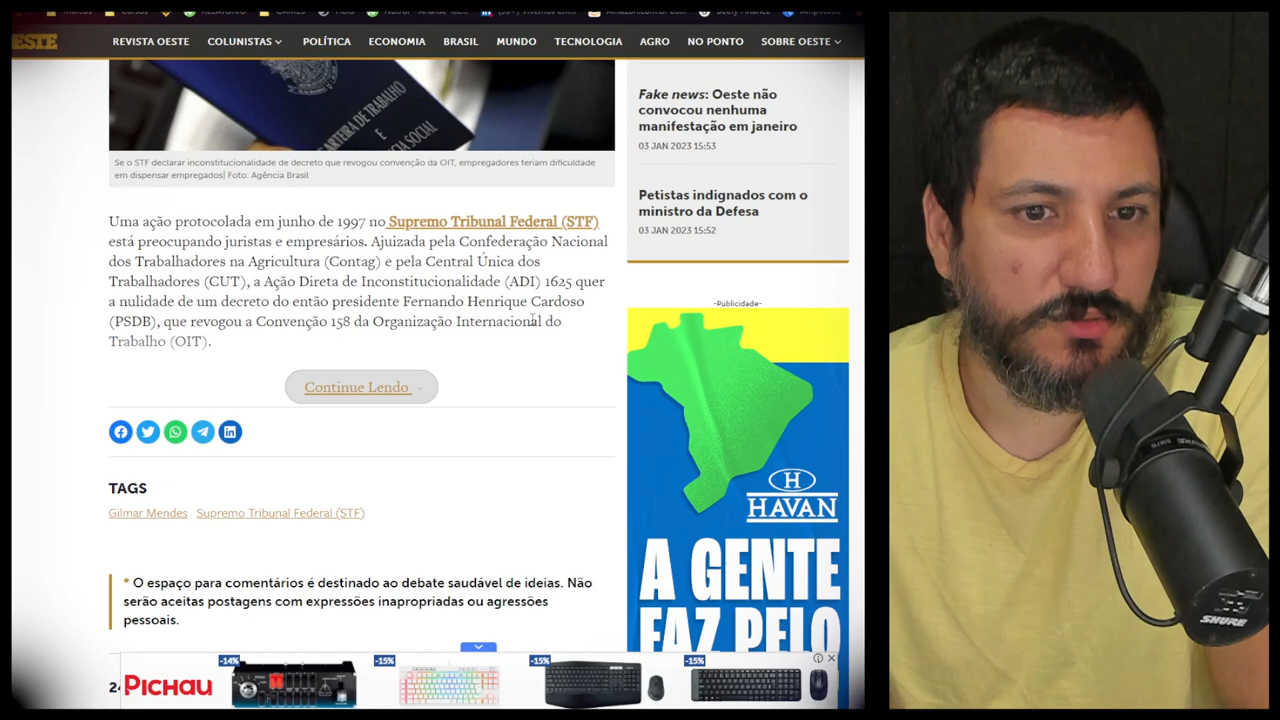 ESTE
REVISTA OESTE COLUNISTAS POLÍTICA ECONOMIA BRASIL MUNDO TECNOLOGIA AGRO NO PONTO SOBRE OESTE
CARTEIRA DE TRABALHO
E
Se o STF declarar inconstitucionalidade de decreto que revogou convenção da OIT, empregadores teriam dificuldade
em dispensar empregados| Foto: Agência Brasil
Uma ação protocolada em junho de 1997 no Supremo Tribunal Federal (STF)
está preocupando juristas e empresários. Ajuizada pela Confederação Nacional
dos Trabalhadores na Agricultura (Contag) e pela Central Única dos
Trabalhadores (CUT), a Ação Direta de Inconstitucionalidade (ADI) 1625 quer
a nulidade de um decreto do então presidente Fernando Henrique Cardoso
(PSDB), que revogou a Convenção 158 da Organização Internacional do
Trabalho (OIT).
Continue Lendo
TAGS
Gilmar Mendes Supremo Tribunal Federal (STF)
* O espaço para comentários é destinado ao debate saudável de ideias. Não
serão aceitas postagens com expressões inapropriadas ou agressões
pessoais.
Fake news: Oeste não
convocou nenhuma
manifestação em janeiro
03 JAN 2023 15:53
Petistas indignados com o
ministro da Defesa
03 JAN 2023 15:52
-Publicidade-
H
HAVAN
A GENTE
FAZ PELO
PICHAU
-14%
-15%
-15%
-15%
SHURE